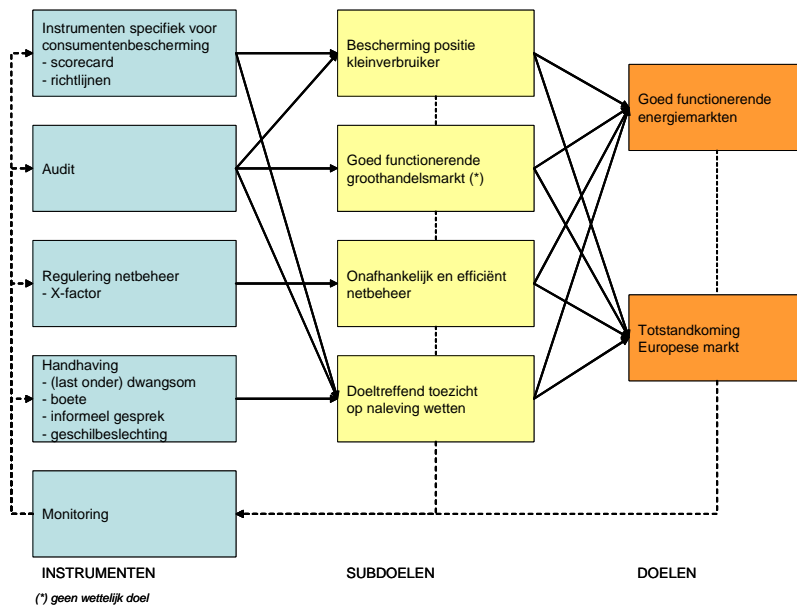 Instrumenten specifiek voor
consumentenbescherming
- scorecard
- richtlijnen
Audit
Regulering netbeheer
- X-factor
Handhaving
- (last onder) dwangsom
- boete
- informeel gesprek
- geschilbeslechting
Monitoring
INSTRUMENTEN
(*) geen wettelijk doel
Bescherming positie
kleinverbruiker
Goed functionerende
groothandelsmarkt (*)
Onafhankelijk en efficiënt
netbeheer
Doeltreffend toezicht
op naleving wetten
SUBDOELEN
Goed functionerende
energiemarkten
Totstandkoming
Europese markt
DOELEN